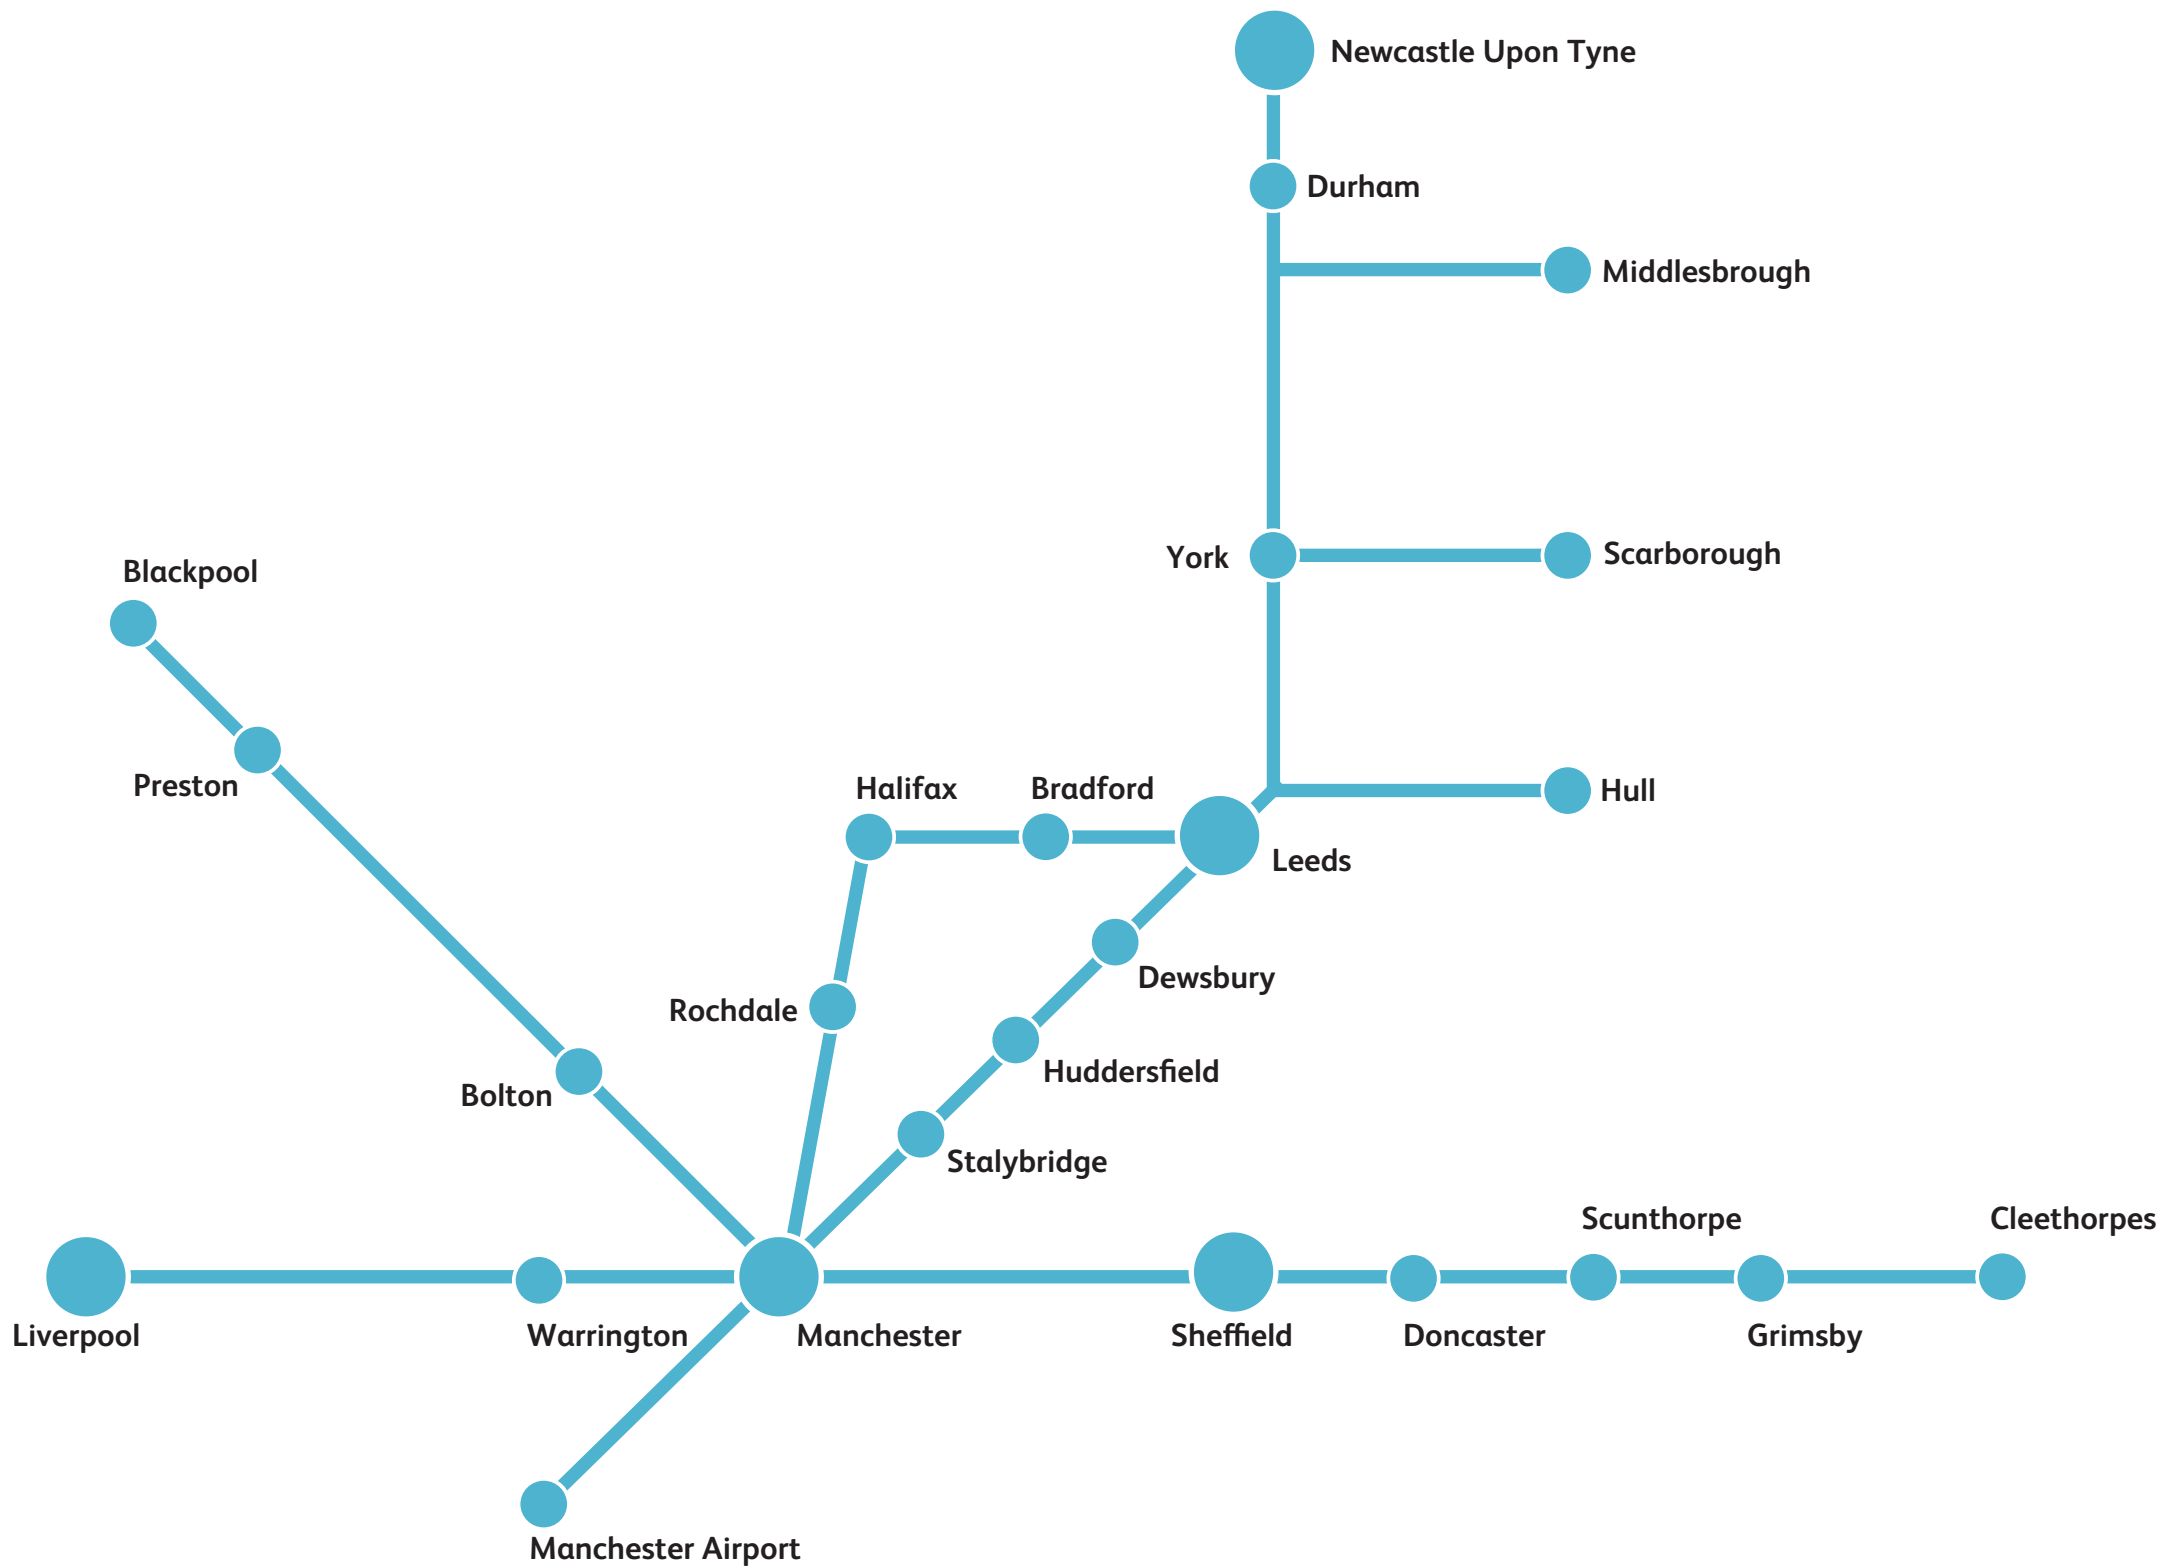 Newcastle Upon Tyne
Durham
Middlesbrough
York
Scarborough
Blackpool
Preston
Halifax
Bradford
Hull
Leeds
Dewsbury
Rochdale
Huddersfield
Bolton
Stalybridge
Scunthorpe
Cleethorpes
Liverpool
Warrington
Manchester
Sheffield
Doncaster
Grimsby
Manchester Airport